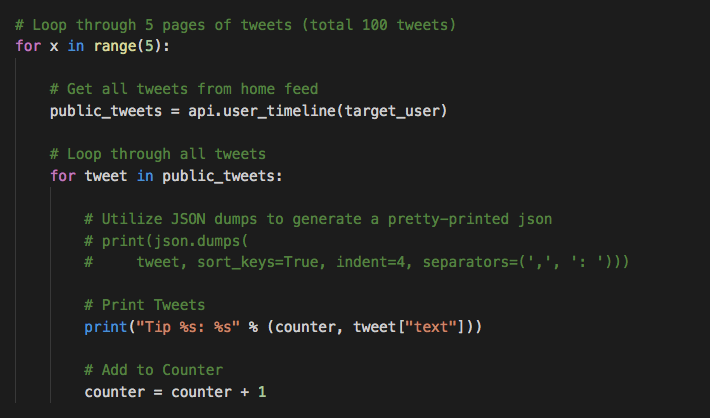 # Loop through 5 pages of tweets (total 100 tweets)
for x in range(5):
# Get all tweets from home feed
public_tweets = api.user_timeline(target_user)
# Loop through all tweets
for tweet in public_tweets:
# Utilize JSON dumps to generate a pretty-printed json
# print(json.dumps(
#     tweet, sort_keys=True, indent=4, separators=(',', ': ')))
# Print Tweets
print("Tip %s: %s" % (counter, tweet["text"]))
# Add to Counter
counter = counter + 1